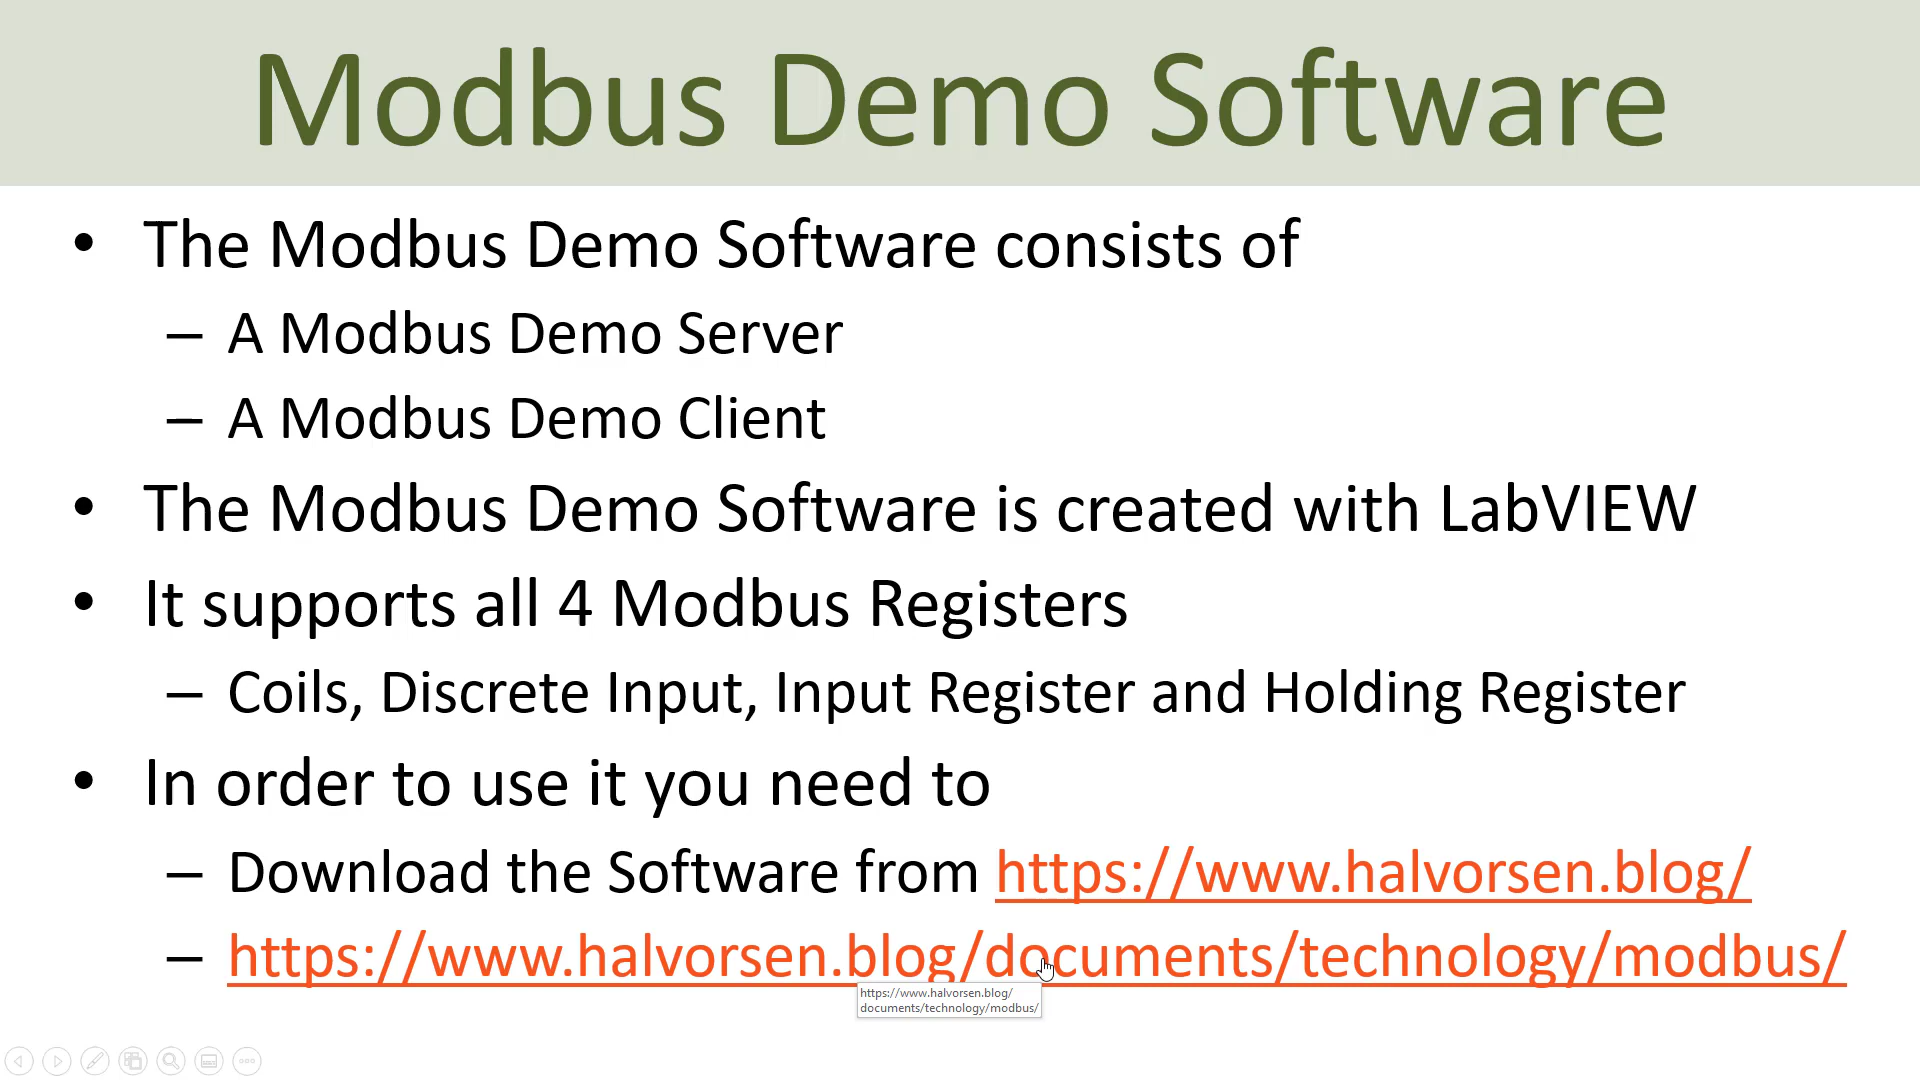 Modbus Demo Software
• The Modbus Demo Software consists of
– A Modbus Demo Server
– A Modbus Demo Client
• The Modbus Demo Software is created with LabVIEW
• It supports all 4 Modbus Registers
– Coils, Discrete Input, Input Register and Holding Register
• In order to use it you need to
– Download the Software from https://www.halvorsen.blog/
– https://www.halvorsen.blog/documents/technology/modbus/
https://www.halvorsen.blog/
documents/technology/modbus/